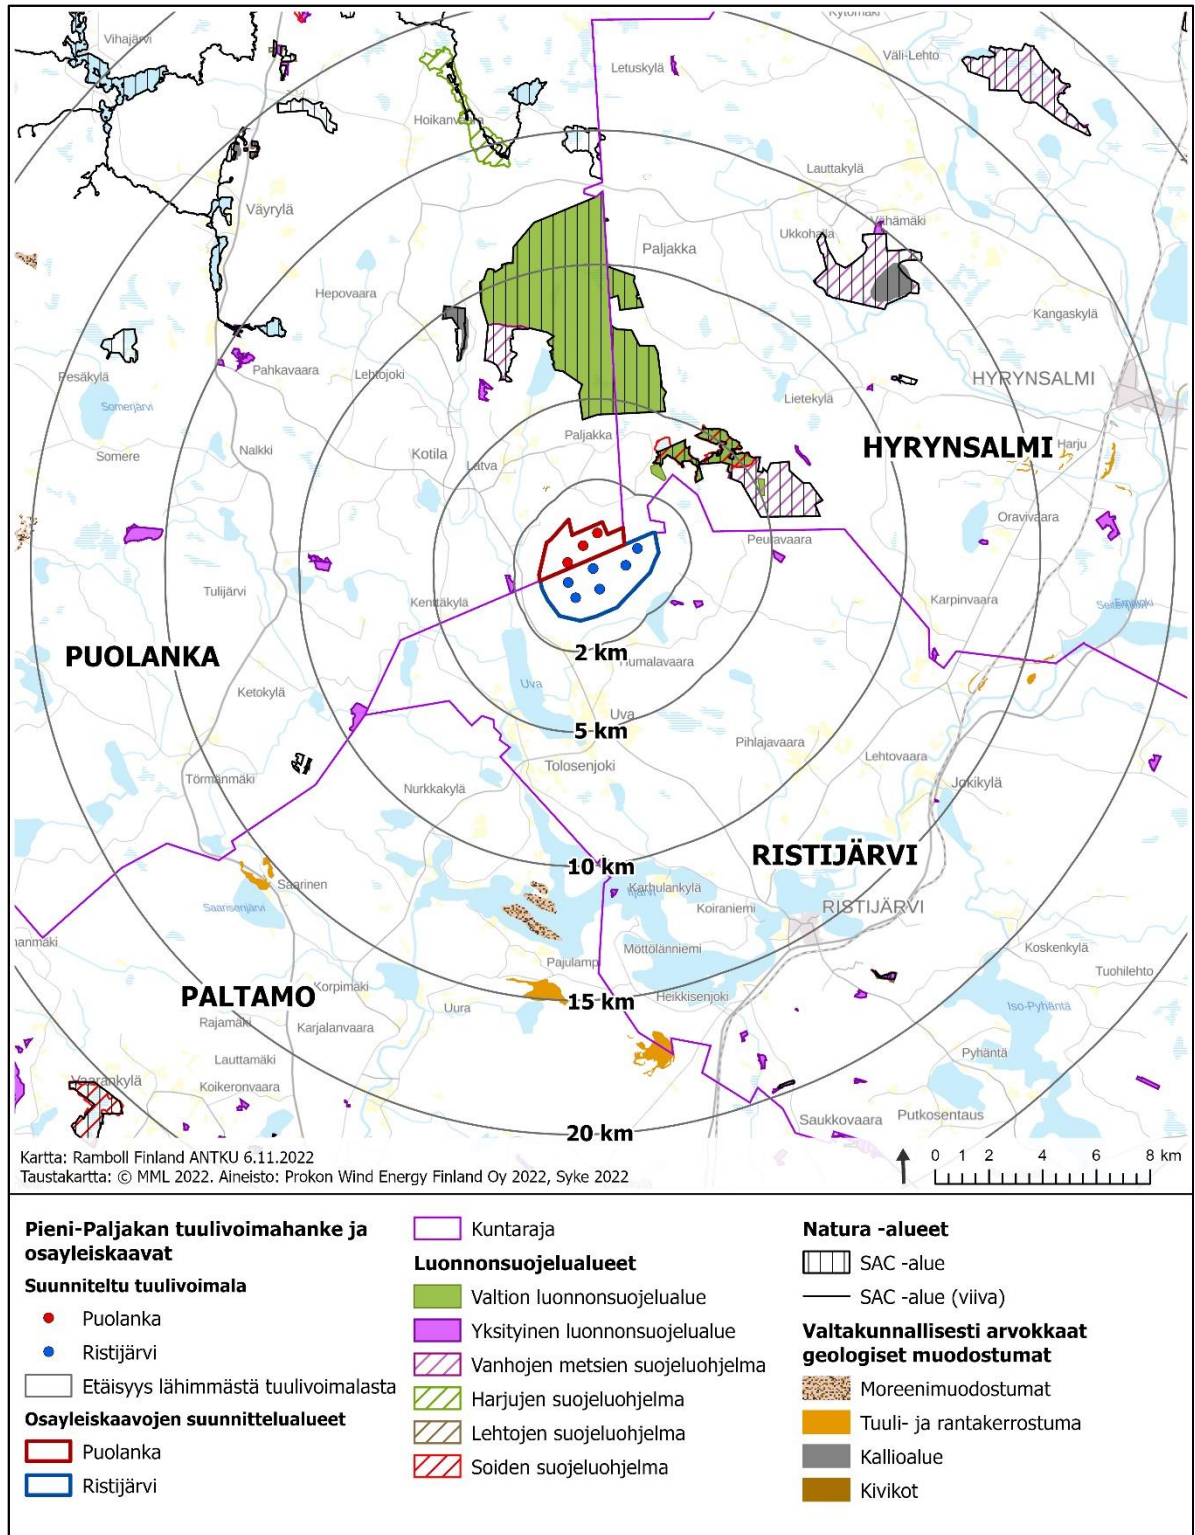 Vihajärvi
Kytömäki
Letuskylä
Väli-Lehto
Hoikanvaara
Lauttakylä
Väyrylä
Vähämäki
Ukkohalla
Paljakka
Hepovaara
Kangaskylä
Pesäkylä
Pahkavaara
Lehtojoki
HYRYNSALMI
Somerjärvi
Lietekylä
Paljakka
HYRYNSALMI
Harju
Somere
Nalkki
Kotila
Latva
Oravivaara
Peuravaara
Tulijärvi
Kenttäkylä
Karpinvaara
Seitenjärvi
PUOLANKA
2 km
Humalavaara
Ketokylä
Uva
Uva
5 km
Pihlajavaara
Lehtovaara
Tolosenjoki
Törmänmäki
Nurkkakylä
Jokikylä
RISTIJÄRVI
10 km
Saarinen
Karhulankylä
Iijärvi
Saarisenjärvi
Koiraniemi
RISTIJÄRVI
anmäki
Möttölänniemi
Koskenkylä
Pajulamp
Tuohilehto
Korpimäki
PALTAMO
15 km
Heikkisenjoki
Uura
Iso-Pyhäntä
Rajamäki
Karjalanvaara
Lauttamäki
Pyhäntä
Vaarankylä
Koikeronvaara
Saukkovaara
Putkosentaus
20 km
Kartta: Ramboll Finland ANTKU 6.11.2022
Taustakartta: © MML 2022. Aineisto: Prokon Wind Energy Finland Oy 2022, Syke 2022
0 1 2 4 6 8 km
Pieni-Paljakan tuulivoimahanke ja
osayleiskaavat
Suunniteltu tuulivoimala
Puolanka
Ristijärvi
Etäisyys lähimmästä tuulivoimalasta
Osayleiskaavojen suunnittelualueet
Puolanka
Ristijärvi
Kuntaraja
Luonnonsuojelualueet
Valtion luonnonsuojelualue
Yksityinen luonnonsuojelualue
Vanhojen metsien suojeluohjelma
Harjujen suojeluohjelma
Lehtojen suojeluohjelma
Soiden suojeluohjelma
Natura -alueet
SAC -alue
SAC -alue (viiva)
Valtakunnallisesti arvokkaat
geologiset muodostumat
Moreenimuodostumat
Tuuli- ja rantakerrostuma
Kallioalue
Kivikot